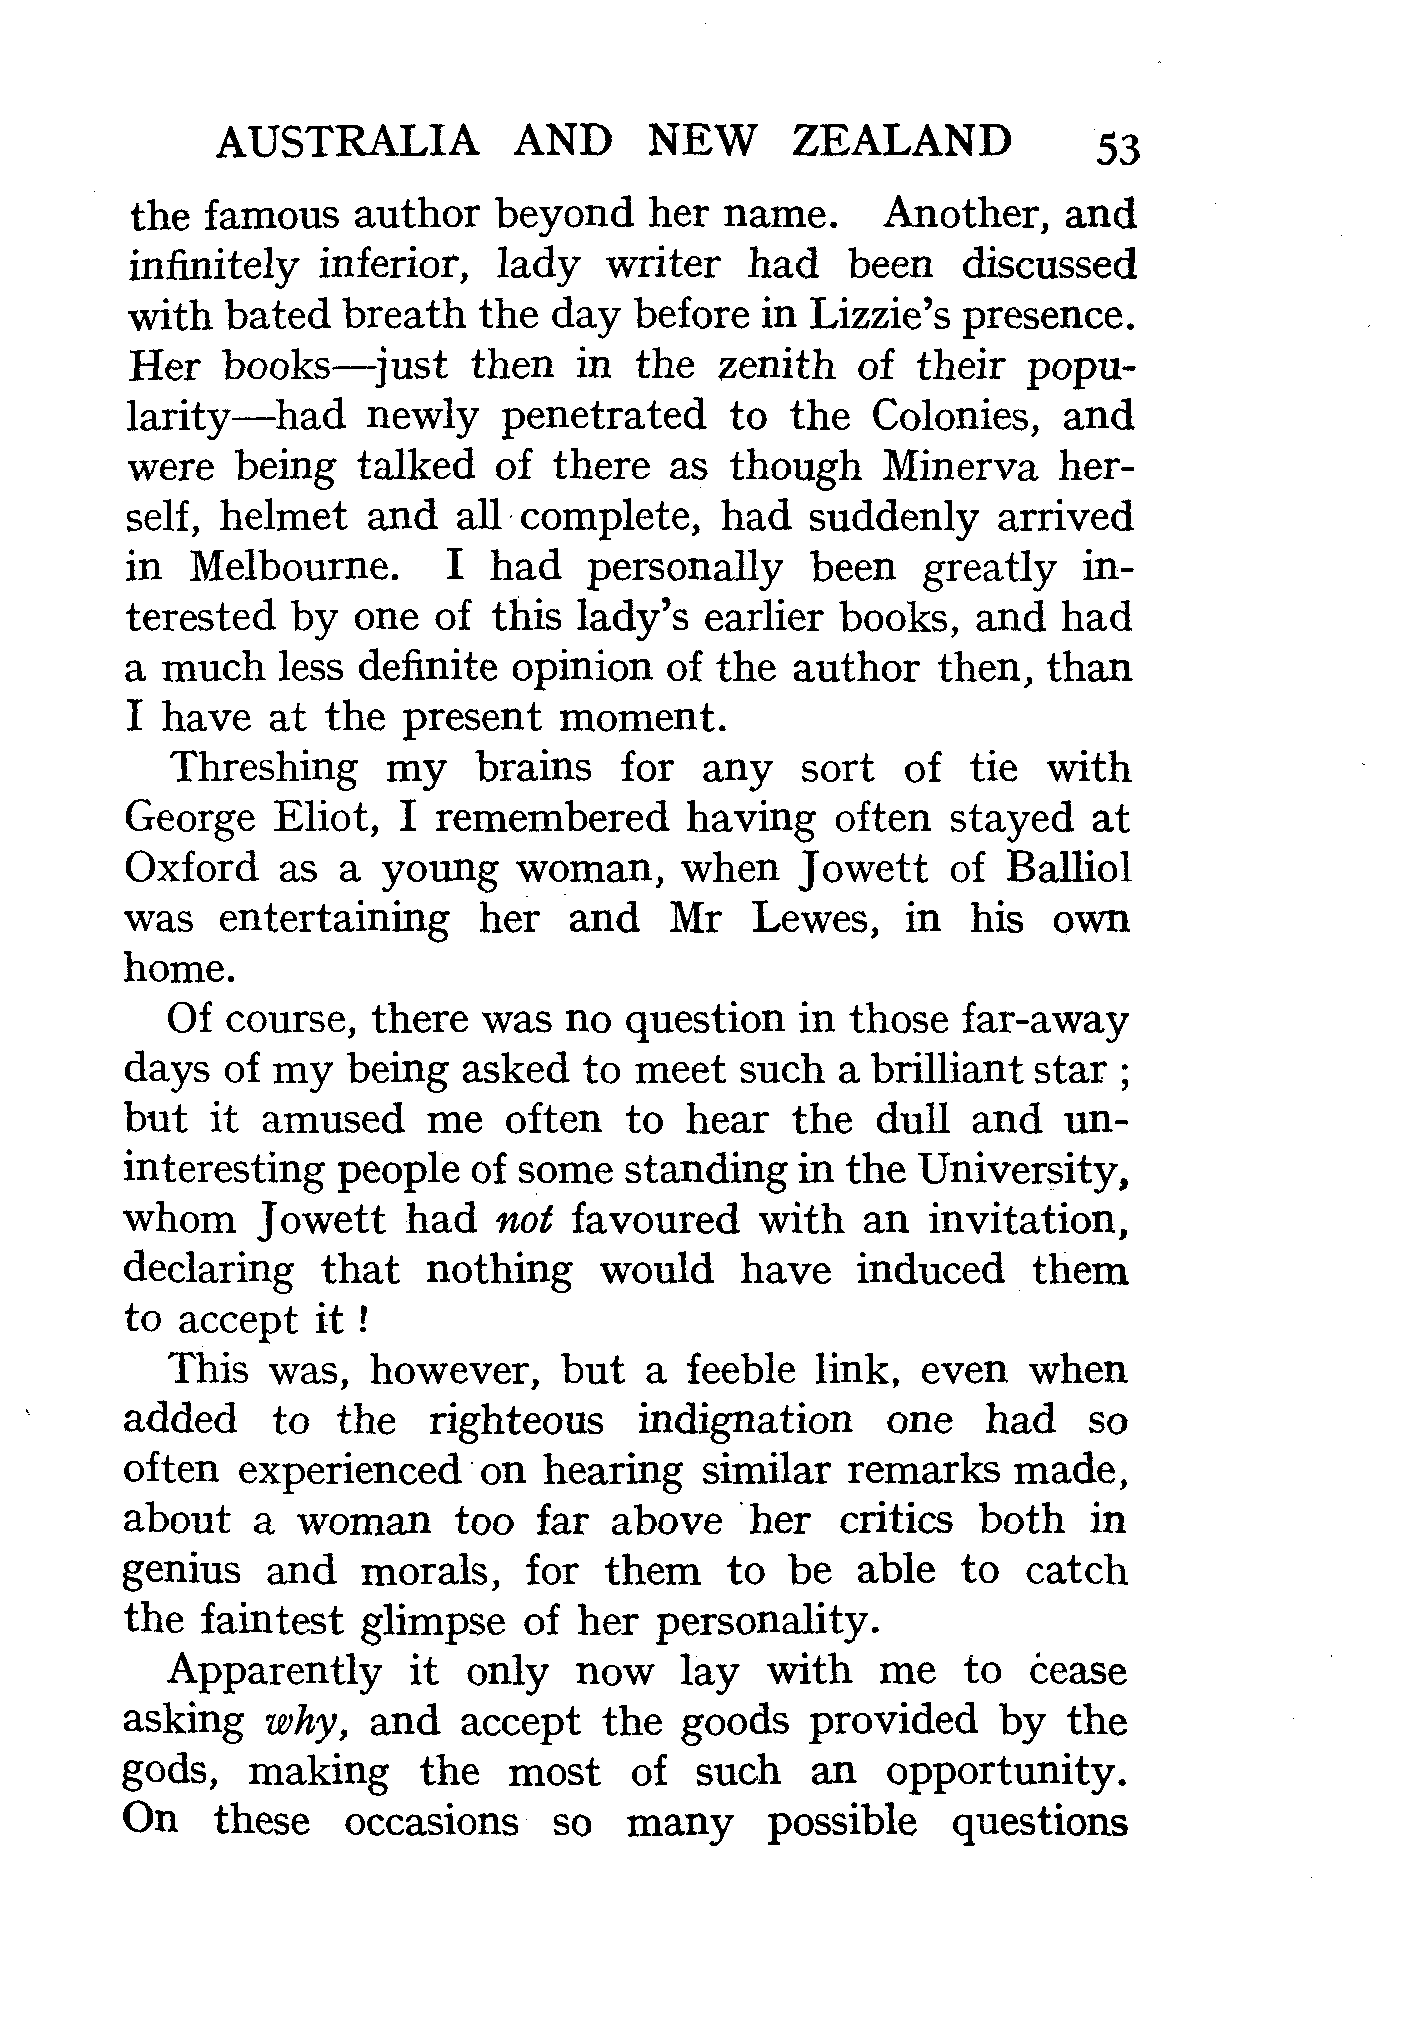 AUSTRALIA AND NEW ZEALAND 53
the famous author beyond her name. Another, and
infinitely inferior, lady writer had been discussed
with bated breath the day before in Lizzie's presence.
Her books—just then in the zenith of their popu-
larity—had newly penetrated to the Colonies, and
were being talked of there as though Minerva her-
self, helmet and all complete, had suddenly arrived
in Melbourne. I had personally been greatly in-
terested by one of this lady's earlier books, and had
a much less definite opinion of the author then, than
I have at the present moment.
Threshing my brains for any sort of tie with
George Eliot, I remembered having often stayed at
Oxford as a young woman, when Jowett of Balliol
was entertaining her and Mr Lewes, in his own
home.
Of course, there was no question in those far-away
days of my being asked to meet such a brilliant star ;
but it amused me often to hear the dull and un-
interesting people of some standing in the University,
whom Jowett had not favoured with an invitation,
declaring that nothing would have induced them
to accept it !
This was, however, but a feeble link, even when
added to the righteous indignation one had so
often experienced on hearing similar remarks made,
about a woman too far above her critics both in
genius and morals, for them to be able to catch
the faintest glimpse of her personality.
Apparently it only now lay with me to cease
asking why, and accept the goods provided by the
gods, making the most of such an opportunity.
On these occasions so many possible questions